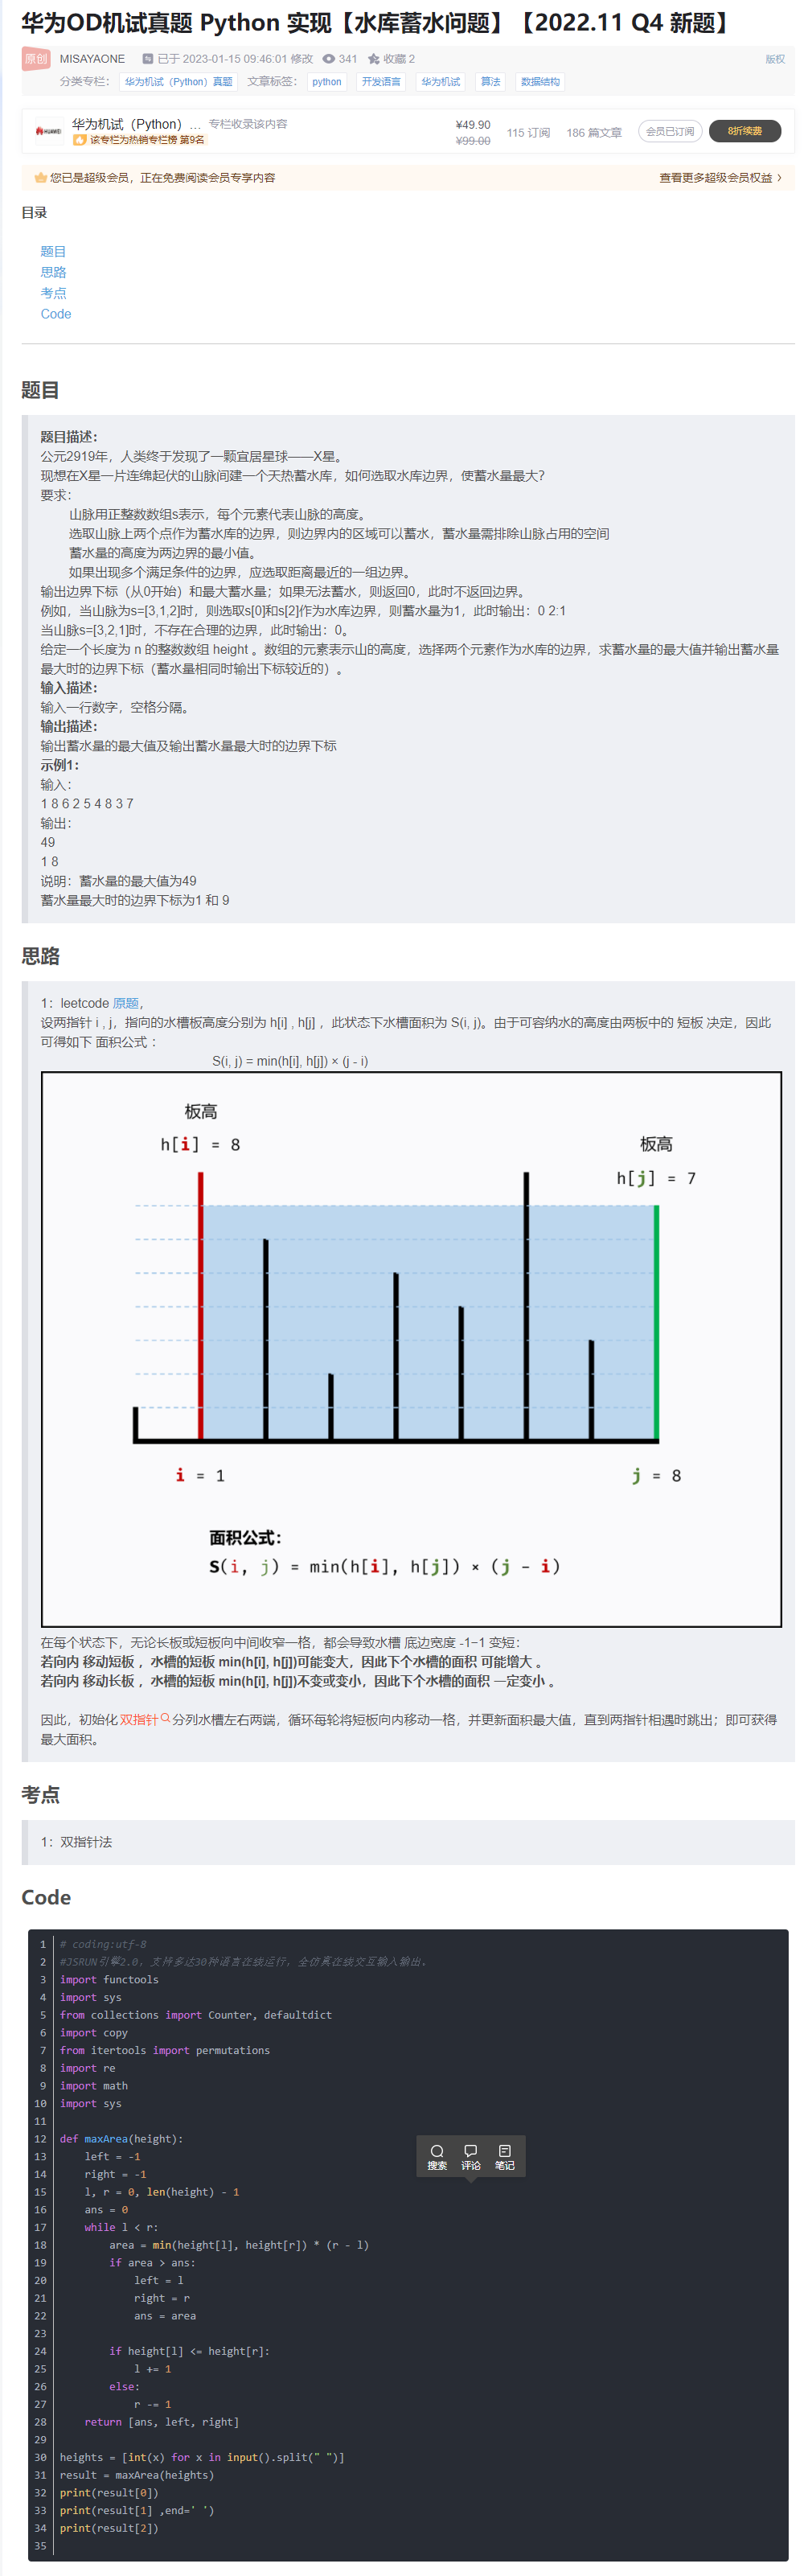 华为OD机试真题 Python 实现【水库蓄水问题】【2022.11 Q4 新题】
原创 MISAYAONE 已于 2023-01-15 09:46:01 修改 341 收藏 2 版权
分类专栏： 华为机试（Python）真题 文章标签： python 开发语言 华为机试 算法 数据结构
HUAWEI 华为机试（Python）... 专栏收录该内容 ¥49.90 115 订阅 186 篇文章 会员已订阅 8折续费
该专栏为热销专栏榜 第9名 ¥99.00
您已是超级会员，正在免费阅读会员专享内容 查看更多超级会员权益
目录
题目
思路
考点
Code
题目
题目描述：
公元2919年，人类终于发现了一颗宜居星球——X星。
现想在X星一片连绵起伏的山脉间建一个天热蓄水库，如何选取水库边界，使蓄水量最大？
要求：
山脉用正整数数组s表示，每个元素代表山脉的高度。
选取山脉上两个点作为蓄水库的边界，则边界内的区域可以蓄水，蓄水量需排除山脉占用的空间
蓄水量的高度为两边界的最小值。
如果出现多个满足条件的边界，应选取距离最近的一组边界。
输出边界下标（从0开始）和最大蓄水量；如果无法蓄水，则返回0，此时不返回边界。
例如，当山脉为s=[3,1,2]时，则选取s[0]和s[2]作为水库边界，则蓄水量为1，此时输出：0 2:1
当山脉s=[3,2,1]时，不存在合理的边界，此时输出：0。
给定一个长度为 n 的整数数组 height 。数组的元素表示山的高度，选择两个元素作为水库的边界，求蓄水量的最大值并输出蓄水量
最大时的边界下标（蓄水量相同时输出下标较近的）。
输入描述：
输入一行数字，空格分隔。
输出描述：
输出蓄水量的最大值及输出蓄水量最大时的边界下标
示例1：
输入：
1 8 6 2 5 4 8 3 7
输出：
49
1 8
说明：蓄水量的最大值为49
蓄水量最大时的边界下标为1 和 9
思路
1：leetcode 原题，
设两指针 i , j，指向的水槽板高度分别为 h[i] , h[j] ，此状态下水槽面积为 S(i, j)。由于可容纳水的高度由两板中的 短板 决定，因此
可得如下 面积公式 ：
S(i, j) = min(h[i], h[j]) × (j - i)
板高
h[i] = 8
板高
h[j] = 7
i = 1
j = 8
面积公式：
S(i, j) = min(h[i], h[j]) × (j - i)
在每个状态下，无论长板或短板向中间收窄一格，都会导致水槽 底边宽度 -1−1 变短：
若向内 移动短板 ，水槽的短板 min(h[i], h[j])可能变大，因此下个水槽的面积 可能增大 。
若向内 移动长板 ，水槽的短板 min(h[i], h[j])不变或变小，因此下个水槽的面积 一定变小 。
因此，初始化 双指针 分列水槽左右两端，循环每轮将短板向内移动一格，并更新面积最大值，直到两指针相遇时跳出；即可获得
最大面积。
考点
1：双指针法
Code
1 # coding:utf-8
2 #JSRUN引擎2.0，支持多达30种语言在线运行，全仿真在线交互输入输出。
3 import functools
4 import sys
5 from collections import Counter, defaultdict
6 import copy
7 from itertools import permutations
8 import re
9 import math
10 import sys
11
12 def maxArea(height):
13 left = -1
14 right = -1
15 l, r = 0, len(height) - 1
16 ans = 0
17 while l < r:
18 area = min(height[l], height[r]) * (r - l)
19 if area > ans:
20 left = l
21 right = r
22 ans = area
23
24 if height[l] <= height[r]:
25 l += 1
26 else:
27 r -= 1
28 return [ans, left, right]
29
30 heights = [int(x) for x in input().split(" ")]
31 result = maxArea(heights)
32 print(result[0])
33 print(result[1] ,end=' ')
34 print(result[2])
35
搜索 评论 笔记